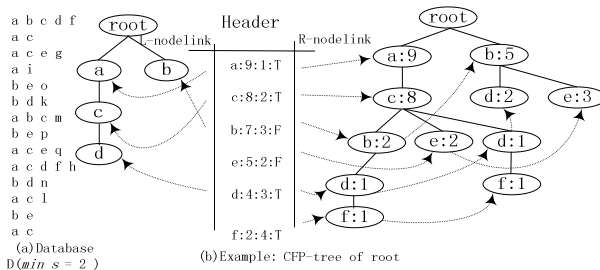 a b c d f
a c
a c e g
a i
b e o
b d k
a b c m
b e p
a c e q
a c d f h
b d n
a c l
b e
a c
(a)Database
D(min s = 2 )
root
L-nodelink
a
b
c
d
Header
a:9:1:T
c:8:2:T
b:7:3:F
e:5:2:F
d:4:3:T
f:2:4:T
R-nodelink
root
a:9
b:5
c:8
d:2
e:3
b:2
e:2
d:1
d:1
f:1
f:1
(b)Example: CFP-tree of root